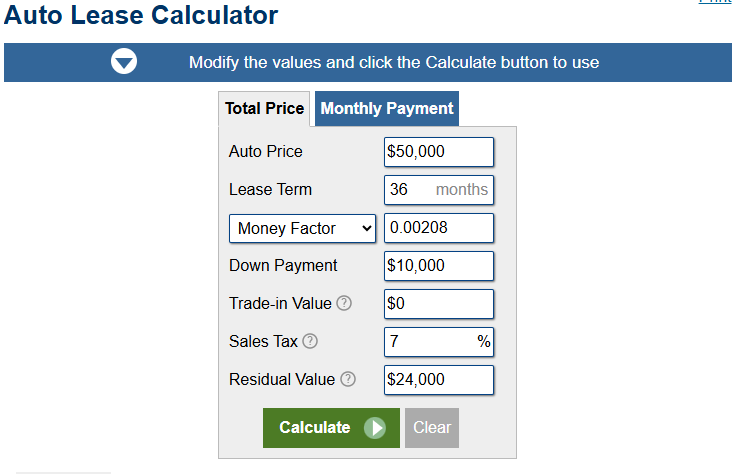 Auto Lease Calculator
Modify the values and click the Calculate button to use
Total Price Monthly Payment
Auto Price $50,000
Lease Term 36 months
Money Factor 0.00208
Down Payment $10,000
Trade-in Value ? $0
Sales Tax ? 7 %
Residual Value ? $24,000
Calculate Clear